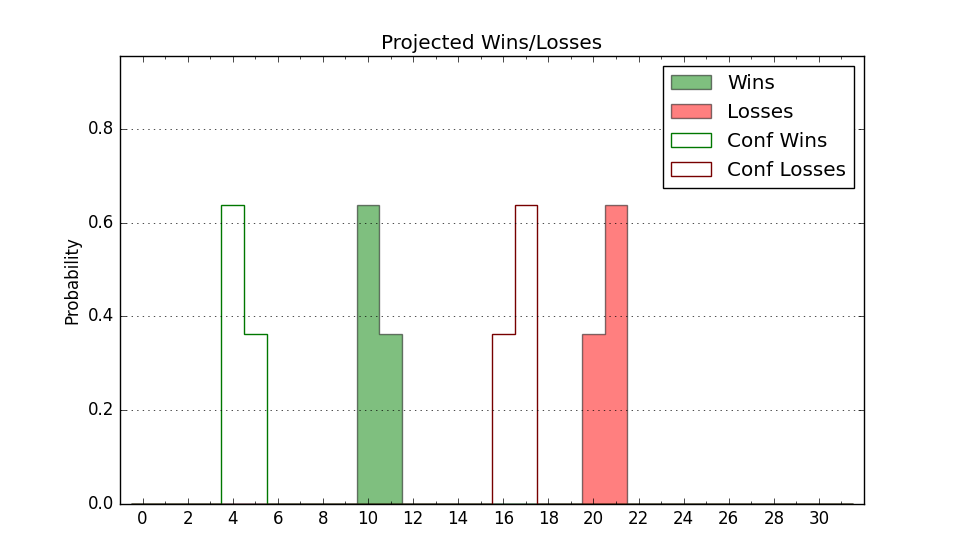 Projected Wins/Losses
Wins
Losses
Conf Wins
Conf Losses
Probability
0.8
0.6
0.4
0.2
0.0
0 2 4 6 8 10 12 14 16 18 20 22 24 26 28 30